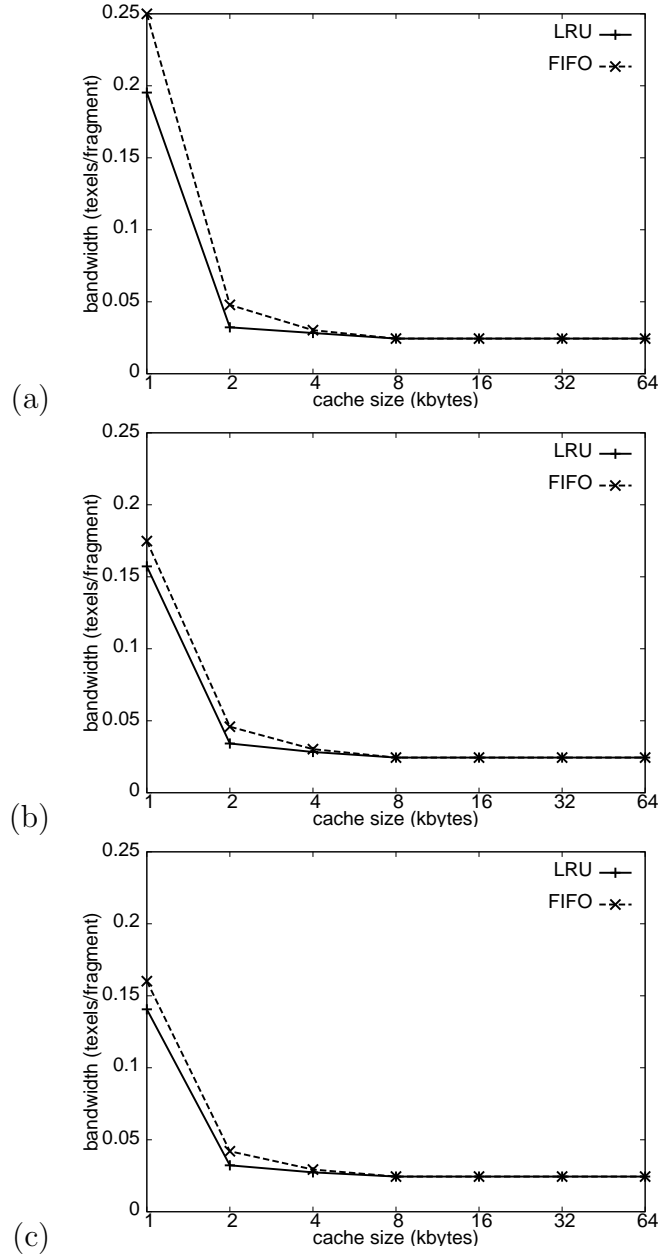 0.25
LRU
FIFO
0.2
0.15
0.1
0.05
0
bandwidth (texels/fragment)
1 2 4 8 16 32 64
cache size (kbytes)
(a)
0.25
LRU
FIFO
0.2
0.15
0.1
0.05
0
bandwidth (texels/fragment)
1 2 4 8 16 32 64
cache size (kbytes)
(b)
0.25
LRU
FIFO
0.2
0.15
0.1
0.05
0
bandwidth (texels/fragment)
1 2 4 8 16 32 64
cache size (kbytes)
(c)